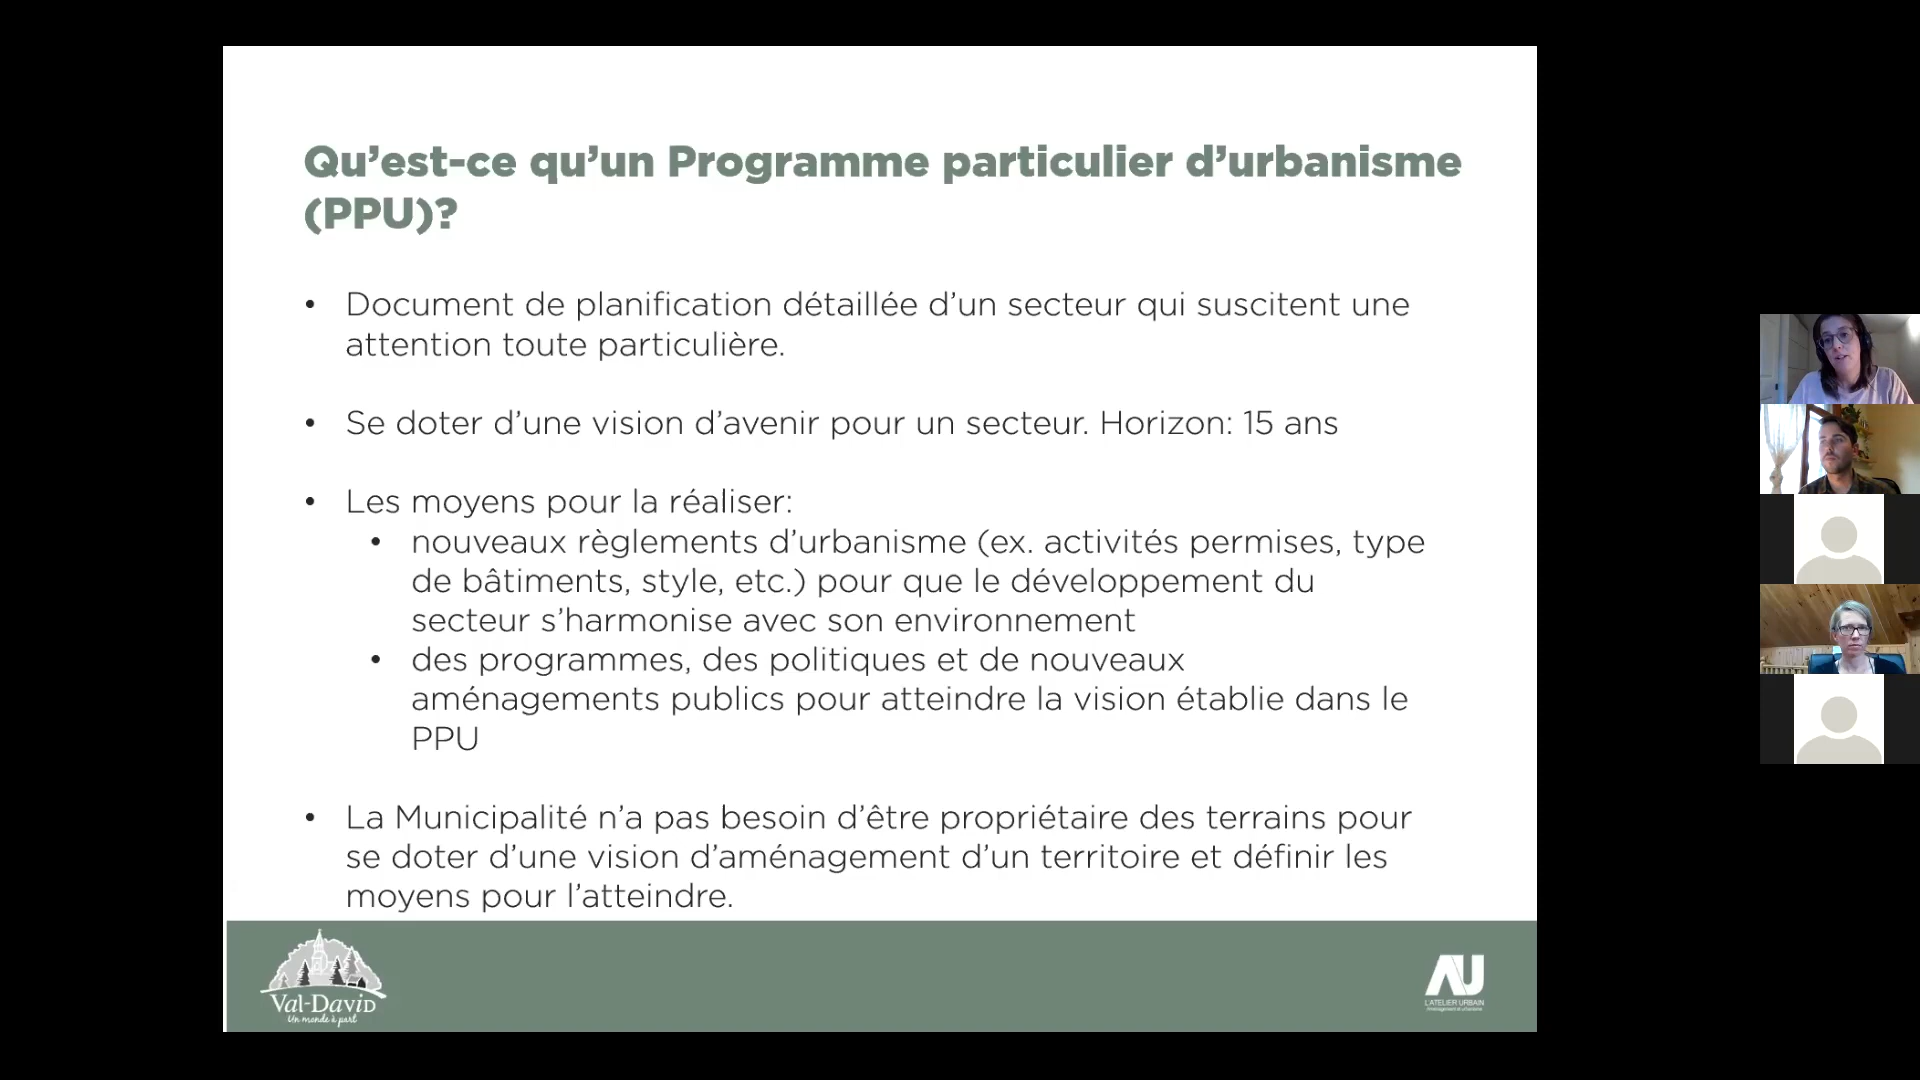 Qu’est-ce qu’un Programme particulier d’urbanisme
(PPU)?
• Document de planification détaillée d’un secteur qui suscitent une
attention toute particulière.
• Se doter d’une vision d’avenir pour un secteur. Horizon: 15 ans
• Les moyens pour la réaliser:
• nouveaux règlements d’urbanisme (ex. activités permises, type
de bâtiments, style, etc.) pour que le développement du
secteur s’harmonise avec son environnement
• des programmes, des politiques et de nouveaux
aménagements publics pour atteindre la vision établie dans le
PPU
• La Municipalité n’a pas besoin d’être propriétaire des terrains pour
se doter d’une vision d’aménagement d’un territoire et définir les
moyens pour l’atteindre.
Val-David
Un monde à part
AU
L'ATELIER URBAIN